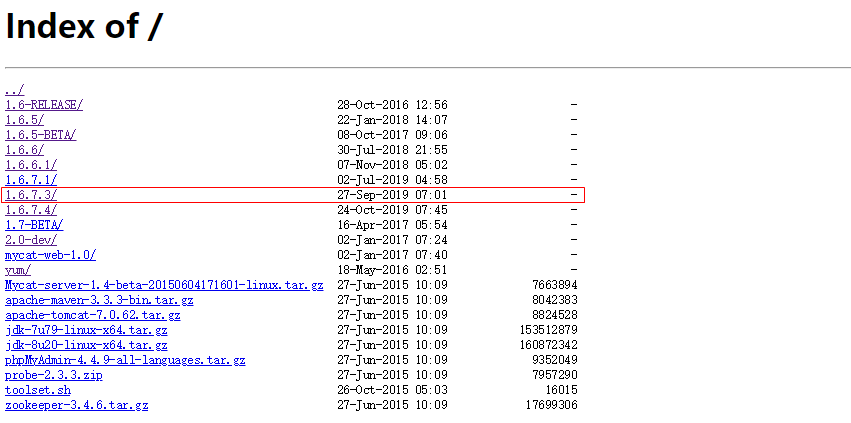 Index of /
../
1.6-RELEASE/ 28-Oct-2016 12:56 -
1.6.5/ 22-Jan-2018 14:07 -
1.6.5-BETA/ 08-Oct-2017 09:06 -
1.6.6/ 30-Jul-2018 21:55 -
1.6.6.1/ 07-Nov-2018 05:02 -
1.6.7.1/ 02-Jul-2019 04:58 -
1.6.7.3/ 27-Sep-2019 07:01 -
1.6.7.4/ 24-Oct-2019 07:45 -
1.7-BETA/ 16-Apr-2017 05:54 -
2.0-dev/ 02-Jan-2017 07:24 -
mycat-web-1.0/ 02-Jan-2017 07:40 -
yum/ 18-May-2016 02:51 -
Mycat-server-1.4-beta-20150604171601-linux.tar.gz 27-Jun-2015 10:09 7663894
apache-maven-3.3.3-bin.tar.gz 27-Jun-2015 10:09 8042383
apache-tomcat-7.0.62.tar.gz 27-Jun-2015 10:09 8824528
jdk-7u79-linux-x64.tar.gz 27-Jun-2015 10:09 153512879
jdk-8u20-linux-x64.tar.gz 27-Jun-2015 10:09 160872342
phpMyAdmin-4.4.9-all-languages.tar.gz 27-Jun-2015 10:09 9352049
probe-2.3.3.zip 27-Jun-2015 10:09 7957290
toolset.sh 26-Oct-2015 05:03 16015
zookeeper-3.4.6.tar.gz 27-Jun-2015 10:09 17699306